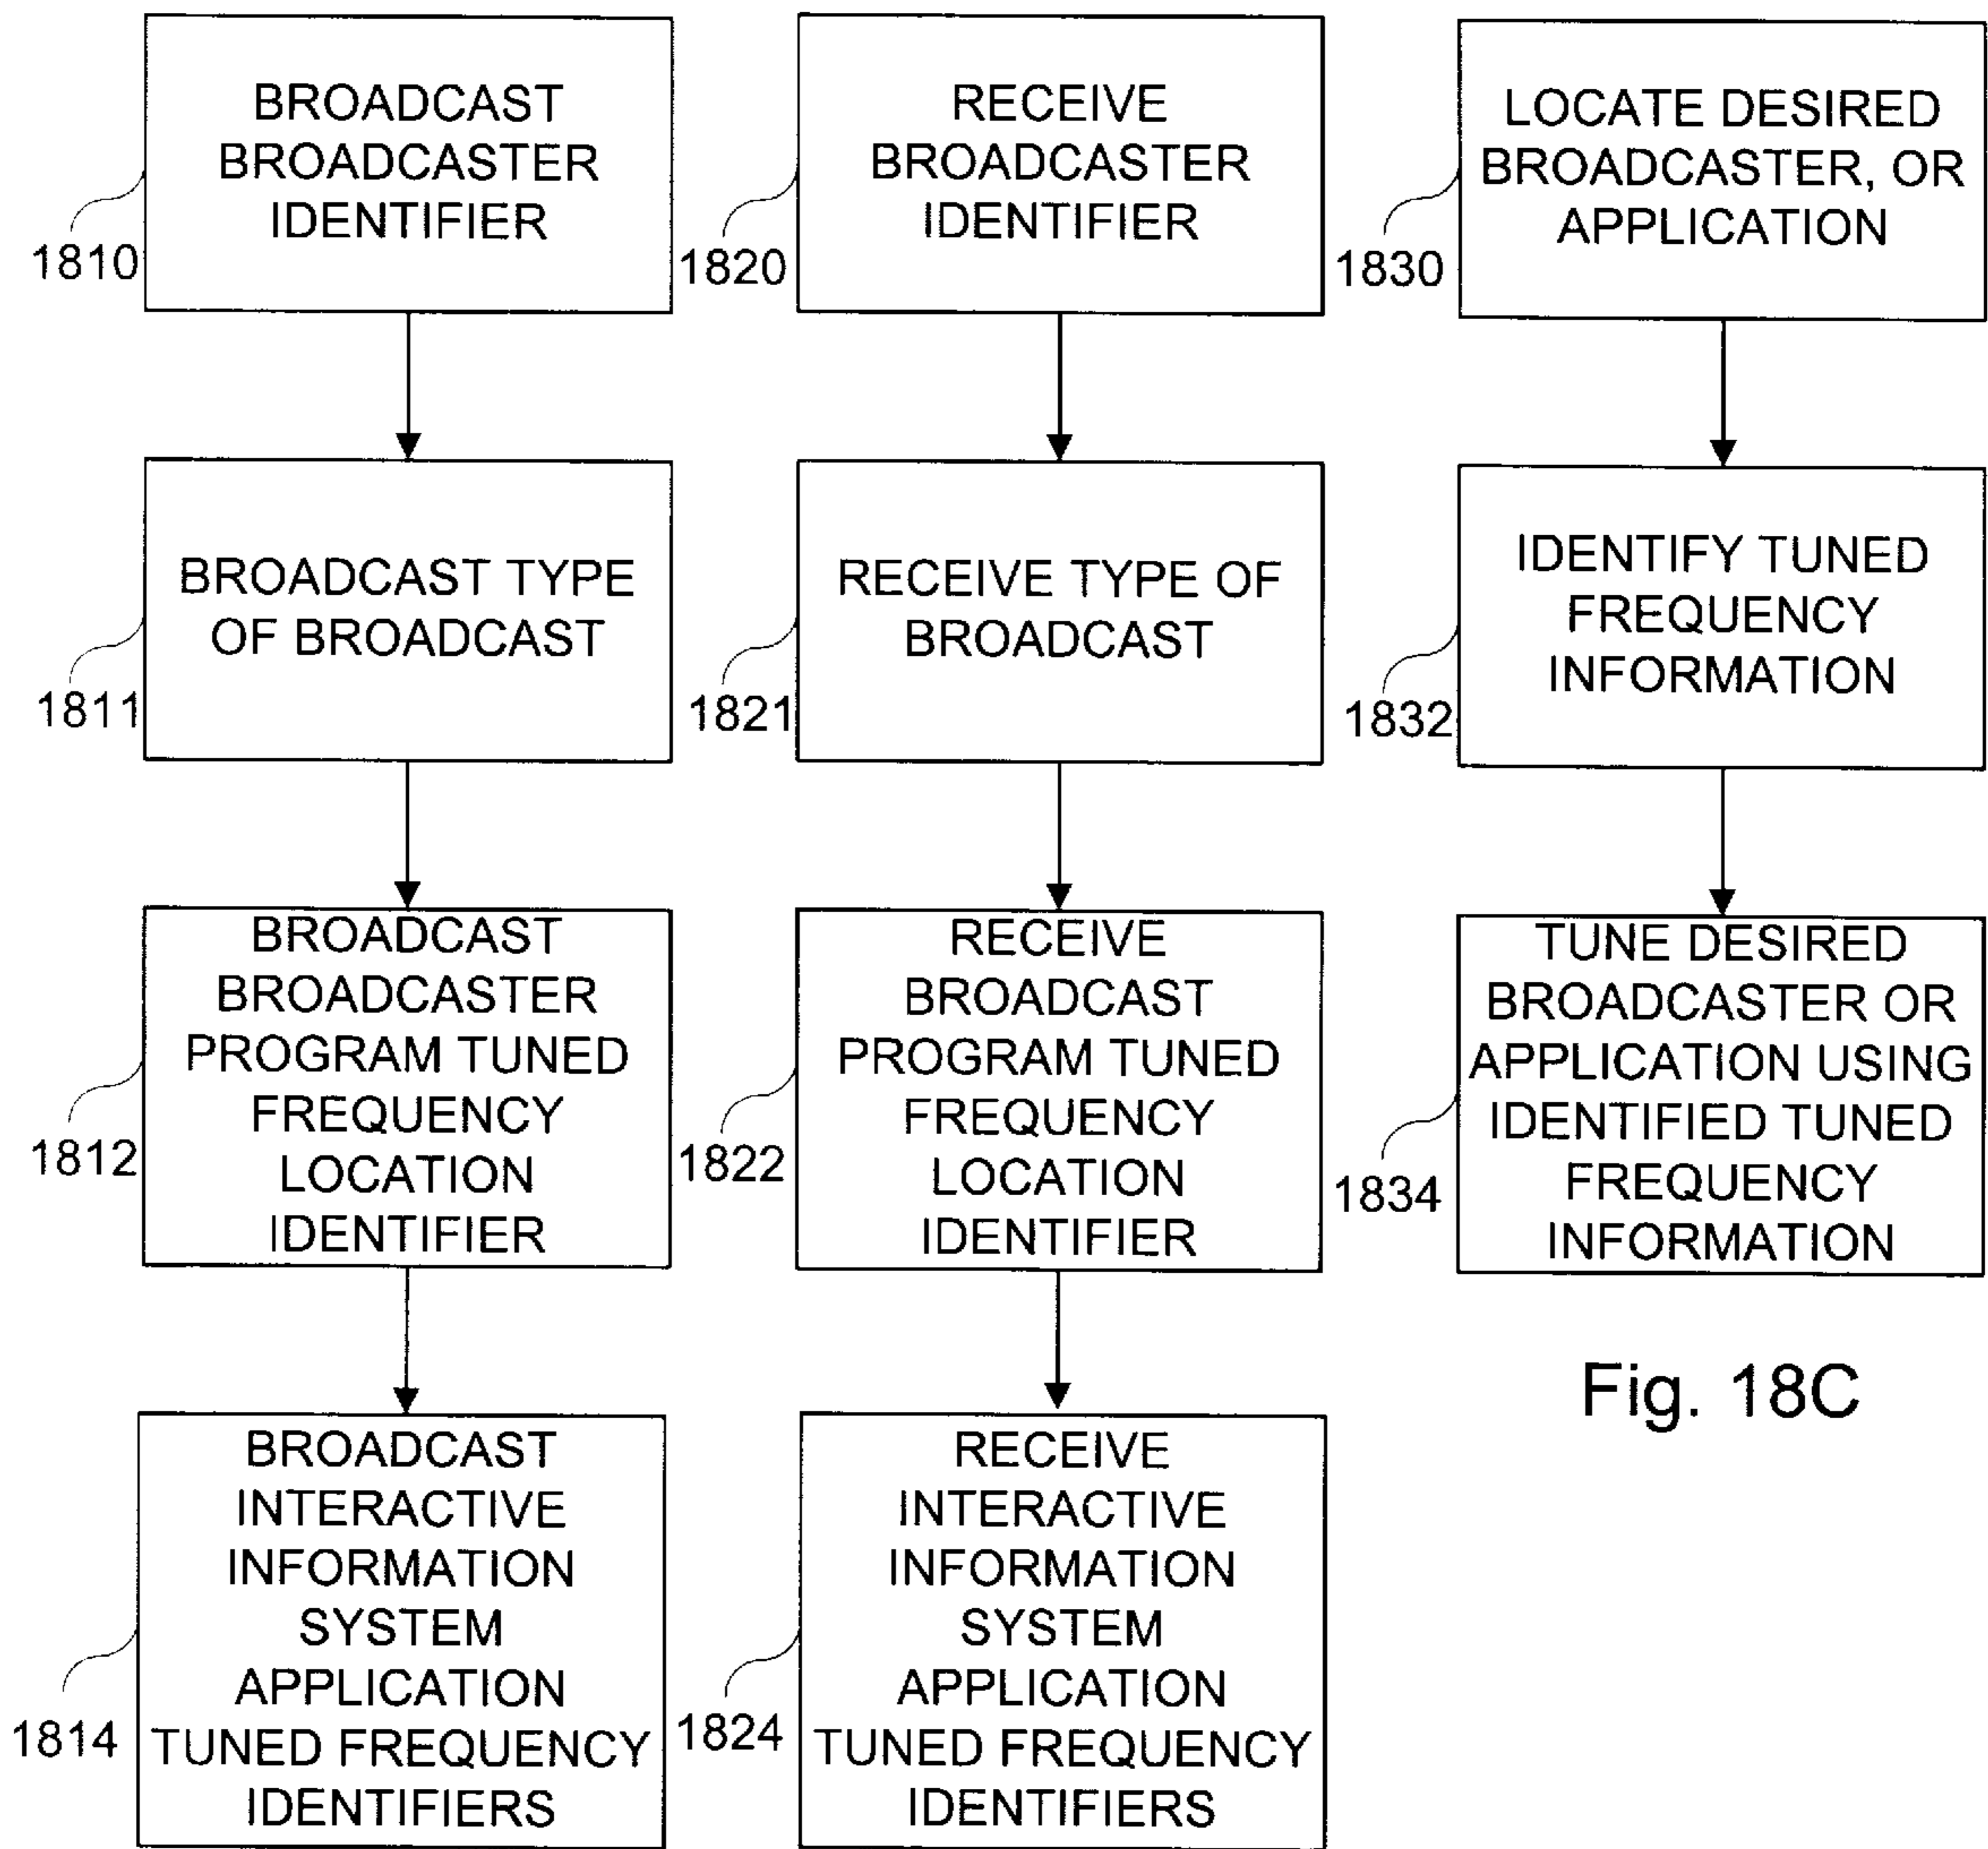 BROADCAST
BROADCASTER
IDENTIFIER
1810
BROADCAST TYPE
OF BROADCAST
1811
BROADCAST
BROADCASTER
PROGRAM TUNED
FREQUENCY
LOCATION
IDENTIFIER
1812
BROADCAST
INTERACTIVE
INFORMATION
SYSTEM
APPLICATION
TUNED FREQUENCY
IDENTIFIERS
1814
RECEIVE
BROADCASTER
IDENTIFIER
1820
RECEIVE TYPE OF
BROADCAST
1821
RECEIVE
BROADCAST
PROGRAM TUNED
FREQUENCY
LOCATION
IDENTIFIER
1822
RECEIVE
INTERACTIVE
INFORMATION
SYSTEM
APPLICATION
TUNED FREQUENCY
IDENTIFIERS
1824
LOCATE DESIRED
BROADCASTER, OR
APPLICATION
1830
IDENTIFY TUNED
FREQUENCY
INFORMATION
1832
TUNE DESIRED
BROADCASTER OR
APPLICATION USING
IDENTIFIED TUNED
FREQUENCY
INFORMATION
1834
Fig. 18C